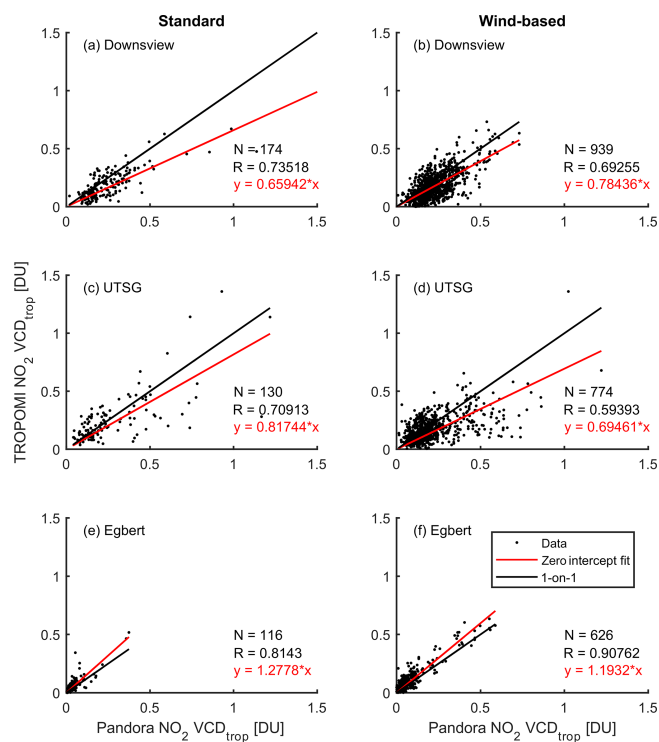 Standard
Wind-based
(a) Downsview
1.5
1
0.5
0
0
0.5
1
1.5
N = 174
R = 0.73518
y = 0.65942*x
(b) Downsview
1.5
1
0.5
0
0
0.5
1
1.5
N = 939
R = 0.69255
y = 0.78436*x
TROPOMI NO2 VCDtrop [DU]
(c) UTSG
1.5
1
0.5
0
0
0.5
1
1.5
N = 130
R = 0.70913
y = 0.81744*x
(d) UTSG
1.5
1
0.5
0
0
0.5
1
1.5
N = 774
R = 0.59393
y = 0.69461*x
(e) Egbert
1.5
1
0.5
0
0
0.5
1
1.5
N = 116
R = 0.8143
y = 1.2778*x
Pandora NO2 VCDtrop [DU]
(f) Egbert
1.5
1
0.5
0
0
0.5
1
1.5
Data
Zero intercept fit
1-on-1
N = 626
R = 0.90762
y = 1.1932*x
Pandora NO2 VCDtrop [DU]